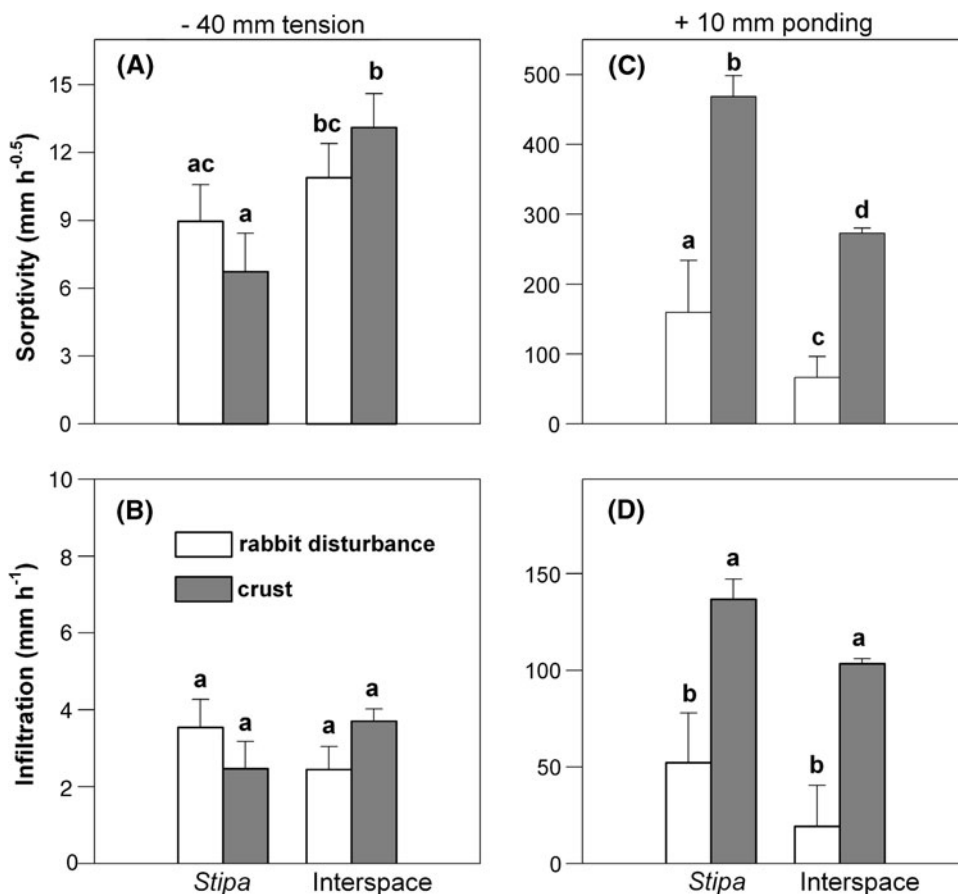 - 40 mm tension
+ 10 mm ponding
(A)
Sorptivity (mm h-0.5)
15
12
9
6
3
0
ac
a
bc
b
(C)
500
400
300
200
100
0
a
b
c
d
(B)
Infiltration (mm h-1)
10
8
6
4
2
0
rabbit disturbance
crust
a
a
a
a
Stipa
Interspace
(D)
150
100
50
0
b
a
b
a
Stipa
Interspace